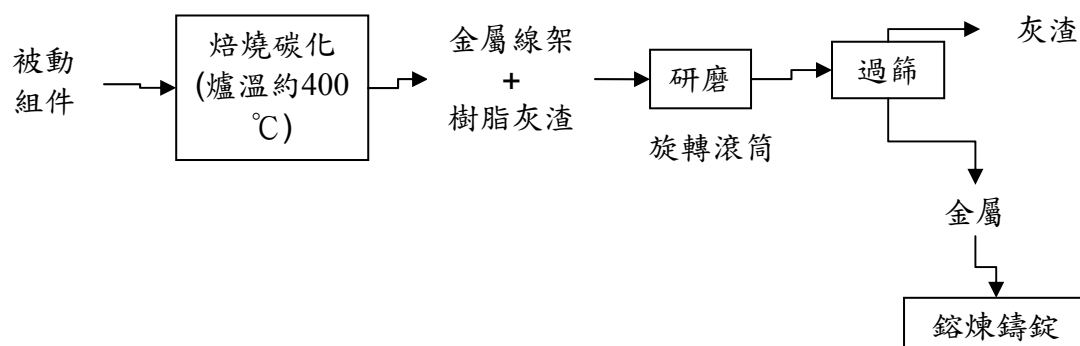 被動
組件
焙燒碳化
(爐溫約400
℃)
金屬線架
+
樹脂灰渣
研磨
旋轉滾筒
過篩
灰渣
金屬
鎔煉鑄錠